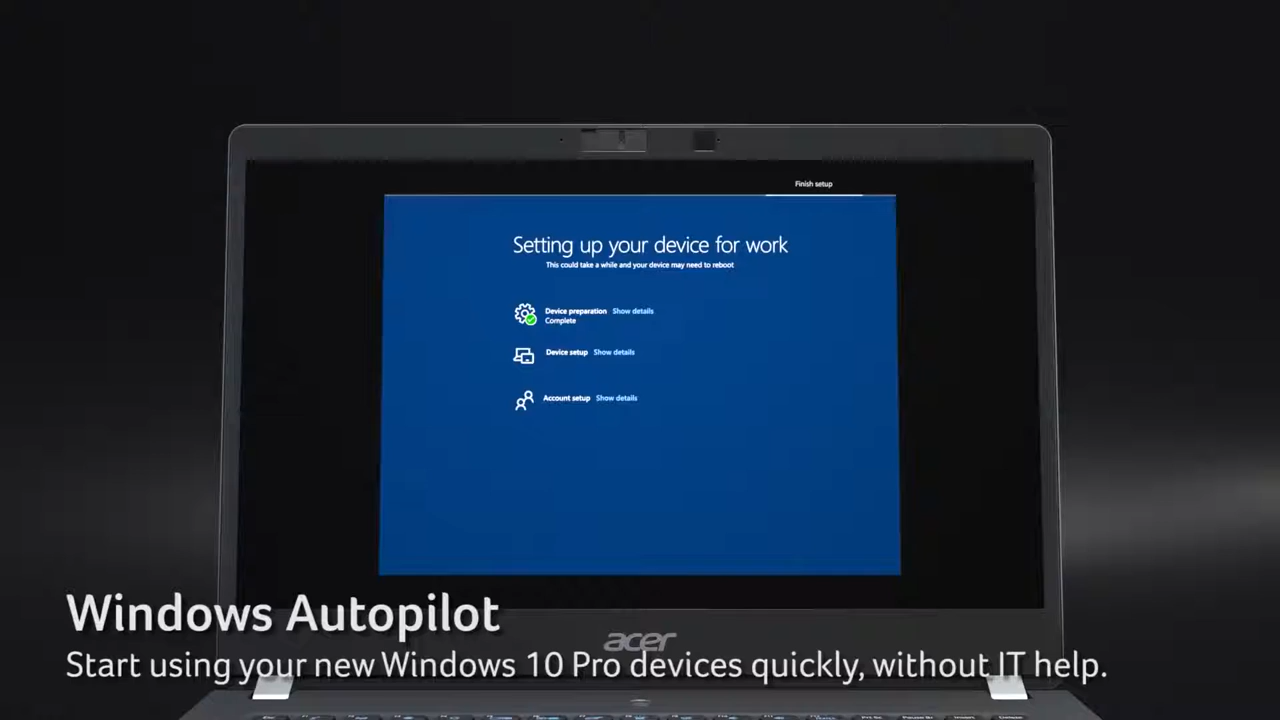 Finish setup
Setting up your device for work
This could take a while and your device may need to reboot
Device preparation Show details
Complete
Device setup Show details
Account setup Show details
Windows Autopilot
acer
Start using your new Windows 10 Pro devices quickly, without IT help.